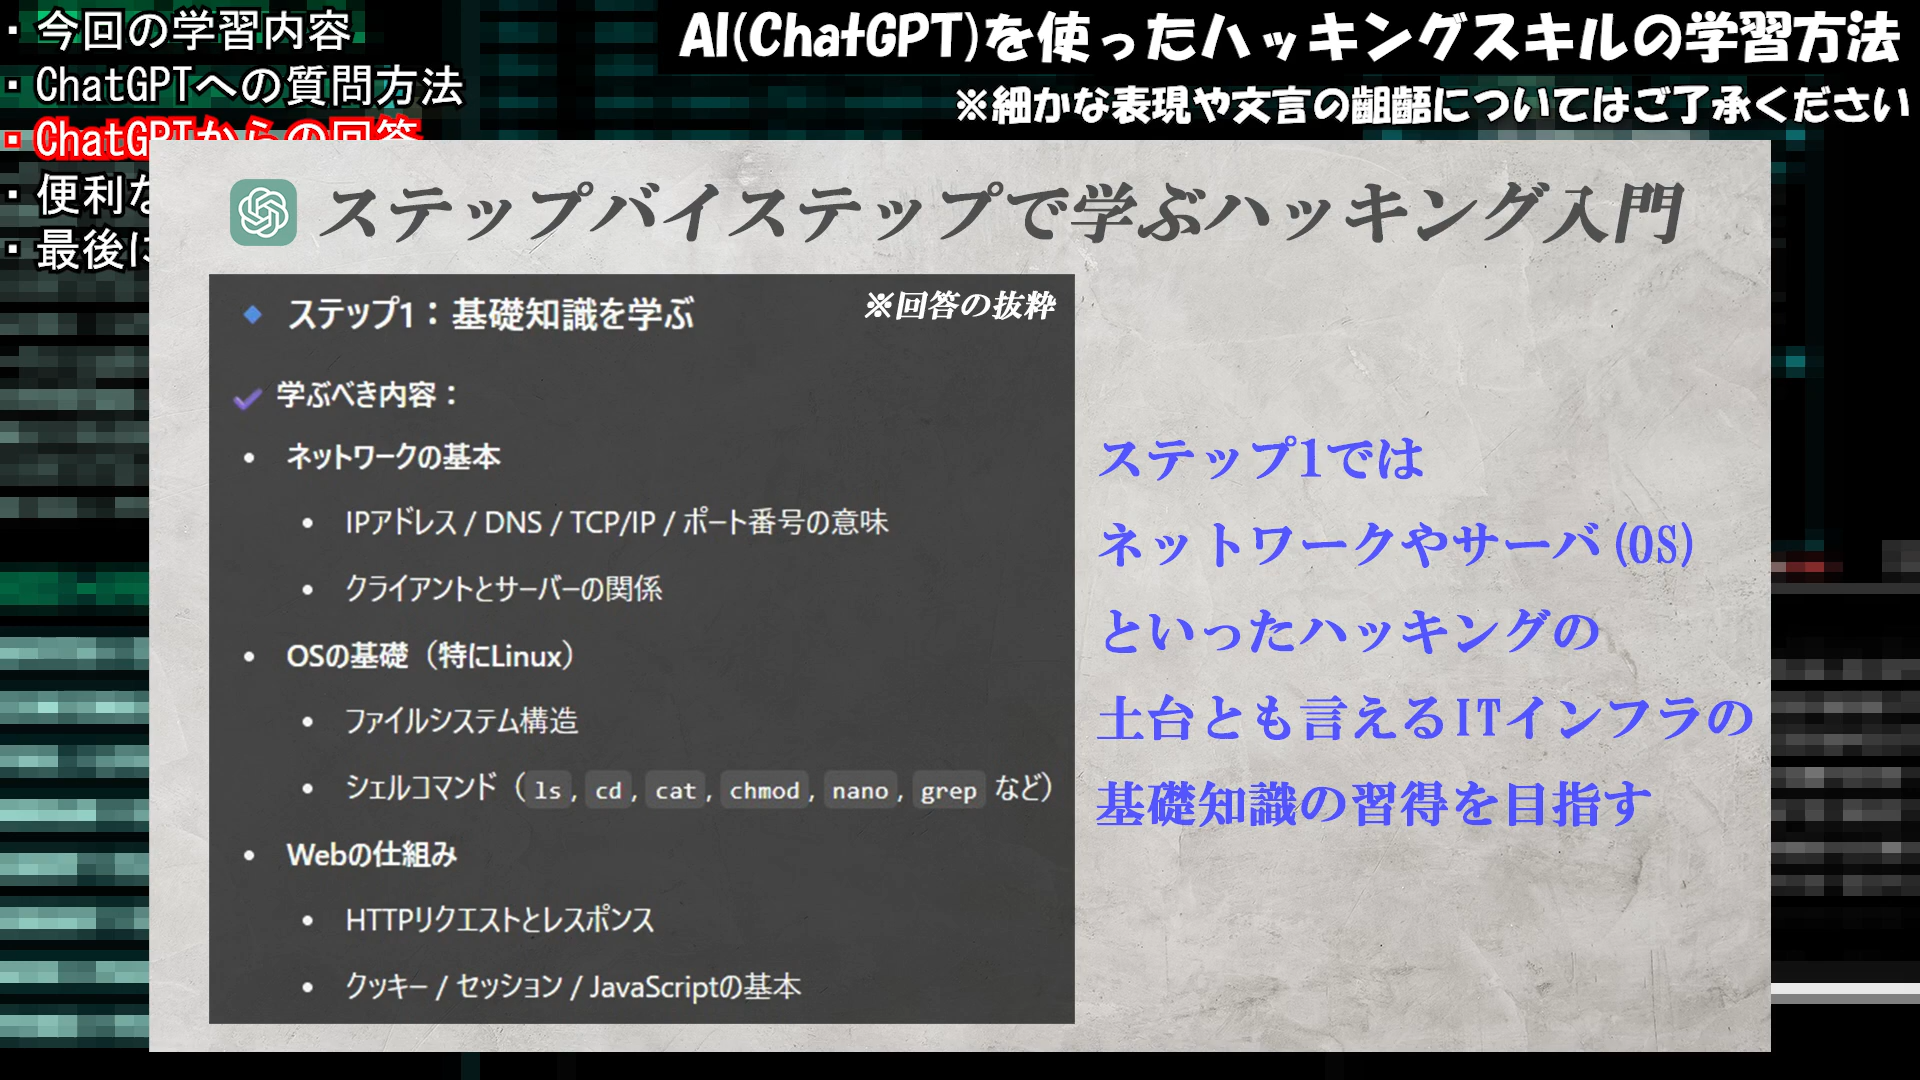 ・今回の学習内容
・ChatGPTへの質問方法
・ChatGPTからの回答
・便利な
・最後に
AI(ChatGPT)を使ったハッキングスキルの学習方法
※細かな表現や文言の齟齬についてはご了承ください
ステップバイステップで学ぶハッキング入門
ステップ1：基礎知識を学ぶ
※回答の抜粋
学ぶべき内容：
• ネットワークの基本
• IPアドレス / DNS / TCP/IP / ポート番号の意味
• クライアントとサーバーの関係
• OSの基礎（特にLinux）
• ファイルシステム構造
• シェルコマンド（ls, cd, cat, chmod, nano, grep など）
• Webの仕組み
• HTTPリクエストとレスポンス
• クッキー / セッション / JavaScriptの基本
ステップ1では
ネットワークやサーバ(OS)
といったハッキングの
土台とも言えるITインフラの
基礎知識の習得を目指す